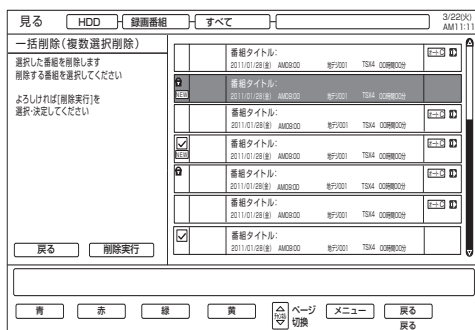 見る HDD 録画番組 すべて 3/22(火)
AM11:11
一括削除(複数選択削除)
選択した番組を削除します
削除する番組を選択してください
よろしければ[削除実行]を
選択・決定してください
戻る 削除実行
番組タイトル:
2011/01/28(金) AM09:00 地デジ001 TSX4 00時間00分
NEW
番組タイトル:
2011/01/28(金) AM09:00 地デジ001 TSX4 00時間00分
番組タイトル:
2011/01/28(金) AM09:00 地デジ001 TSX4 00時間00分
NEW
番組タイトル:
2011/01/28(金) AM09:00 地デジ001 TSX4 00時間00分
番組タイトル:
2011/01/28(金) AM09:00 地デジ001 TSX4 00時間00分
番組タイトル:
2011/01/28(金) AM09:00 地デジ001 TSX4 00時間00分
番組タイトル:
2011/01/28(金) AM09:00 地デジ001 TSX4 00時間00分
青 赤 緑 黄 ページ
切換 メニュー 戻る
戻る